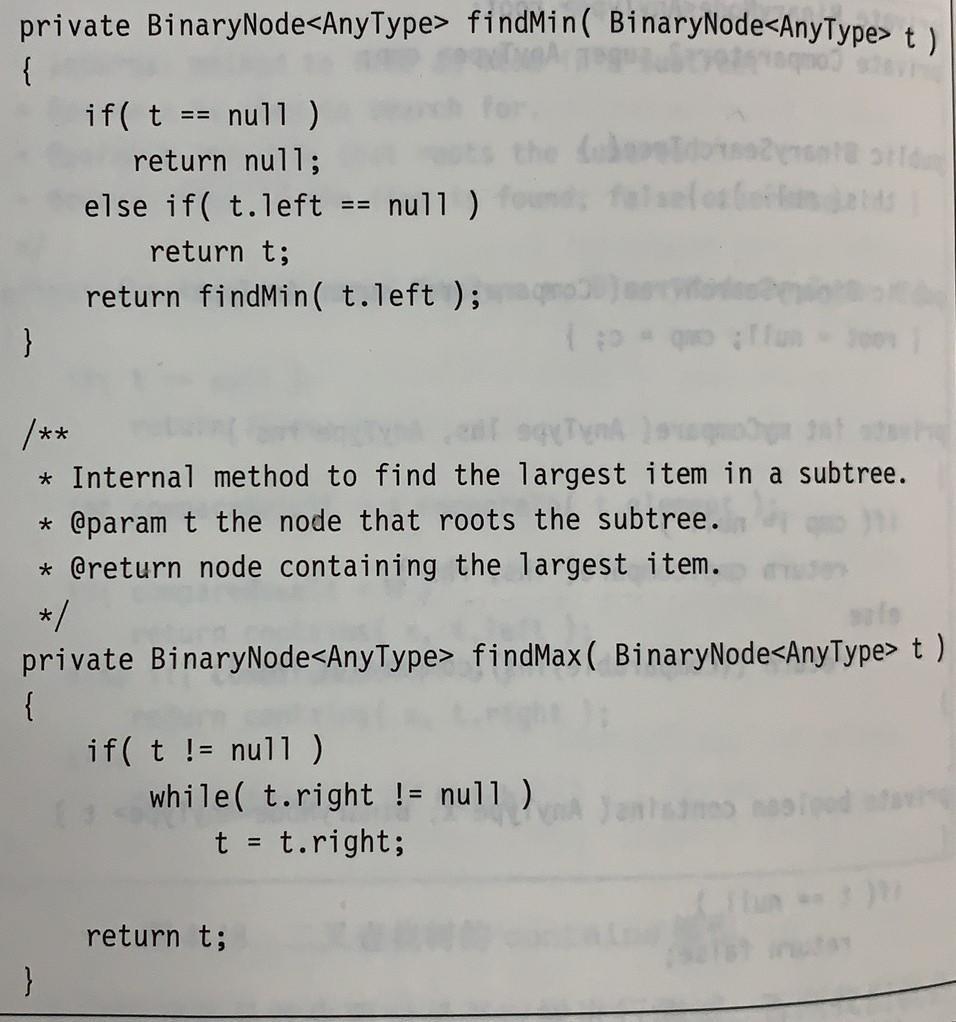 private BinaryNode<AnyType> findMin( BinaryNode<AnyType> t )
{
    if( t == null )
        return null;
    else if( t.left == null )
        return t;
    return findMin( t.left );
}

/**
 * Internal method to find the largest item in a subtree.
 * @param t the node that roots the subtree.
 * @return node containing the largest item.
 */
private BinaryNode<AnyType> findMax( BinaryNode<AnyType> t )
{
    if( t != null )
        while( t.right != null )
            t = t.right;

    return t;
}